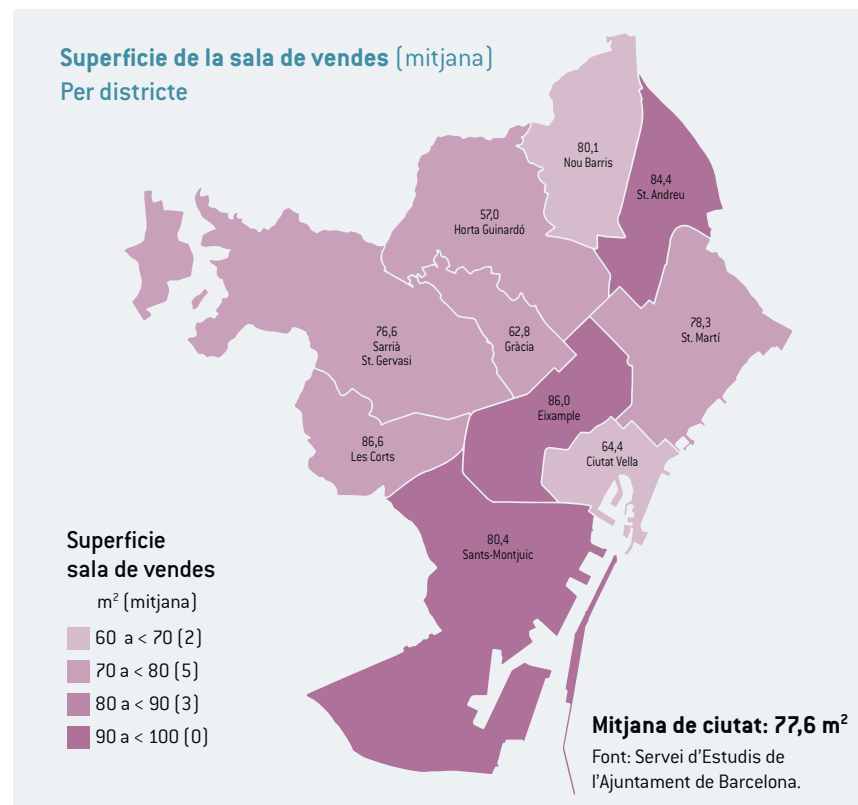 Superficie de la sala de vendes (mitjana)
Per districte
80,1
Nou Barris
84,4
St. Andreu
57,0
Horta Guinardó
76,6
Sarrià
St. Gervasi
62,8
Gràcia
78,3
St. Martí
86,0
Eixample
86,6
Les Corts
64,4
Ciutat Vella
80,4
Sants-Montjuic
Superficie
sala de vendes
m² (mitjana)
60 a < 70 (2)
70 a < 80 (5)
80 a < 90 (3)
90 a < 100 (0)
Mitjana de ciutat: 77,6 m²
Font: Servei d'Estudis de
l'Ajuntament de Barcelona.